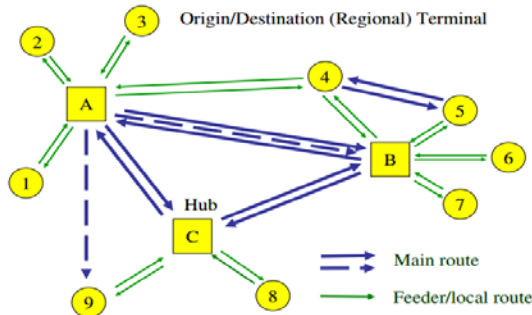 Origin/Destination (Regional) Terminal
3
2
4
A
5
B
6
1
7
Hub
C
Main route
9
8
Feeder/local route